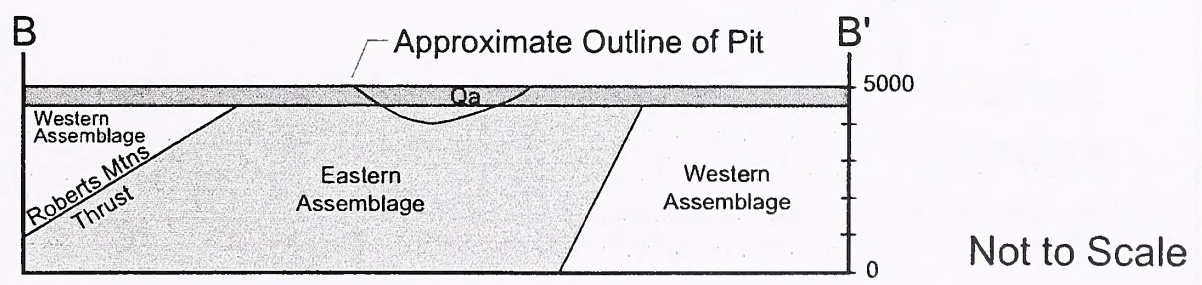 B
B'
Approximate Outline of Pit
5000
Qa
Western
Assemblage
Roberts Mtns
Thrust
Eastern
Assemblage
Western
Assemblage
0
Not to Scale